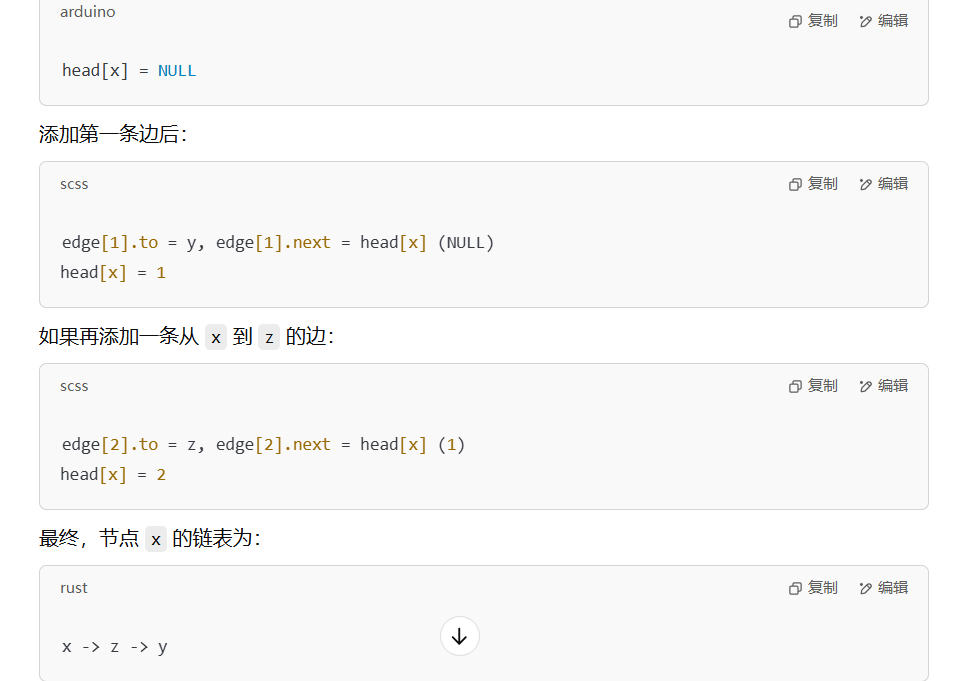 arduino
复制 编辑
head[x] = NULL
添加第一条边后：
scss
复制 编辑
edge[1].to = y, edge[1].next = head[x] (NULL)
head[x] = 1
如果再添加一条从 x 到 z 的边：
scss
复制 编辑
edge[2].to = z, edge[2].next = head[x] (1)
head[x] = 2
最终，节点 x 的链表为：
rust
复制 编辑
x -> z -> y